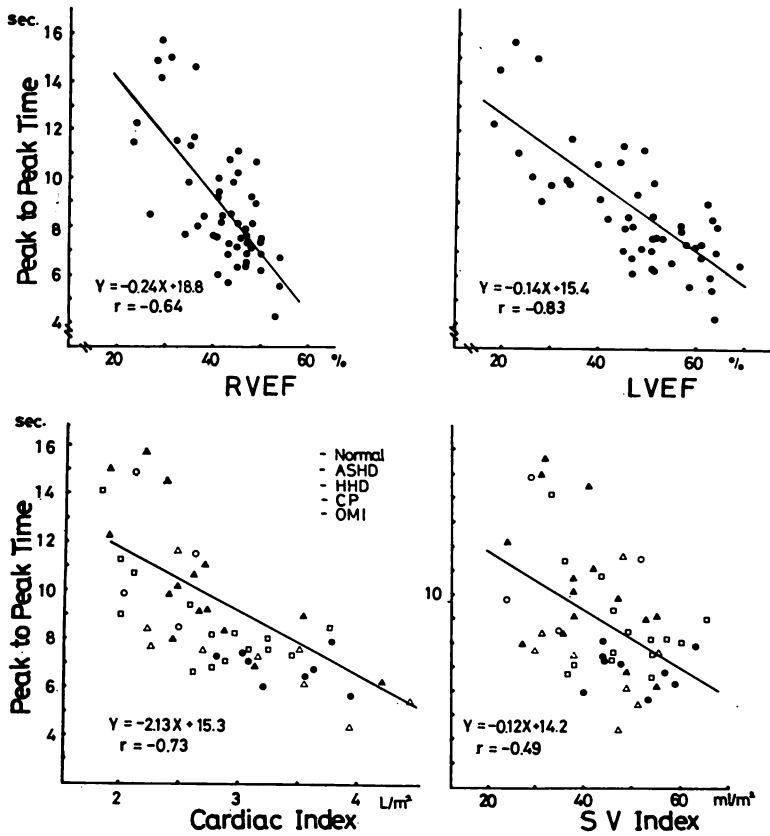 sec.
16
14
12
10
8
6
4
Peak to Peak Time
Y = -0.24X + 18.8
r = -0.64
20 40 60 %
RVEF
Y = -0.14X + 15.4
r = -0.83
20 40 60 %
LVEF
sec.
16
14
12
10
8
6
4
Peak to Peak Time
- Normal
- ASHD
- HHD
- CP
- OMI
Y = -2.13X + 15.3
r = -0.73
2 3 4 L/m²
Cardiac Index
10
Y = -0.12X + 14.2
r = -0.49
20 40 60 ml/m²
S V Index